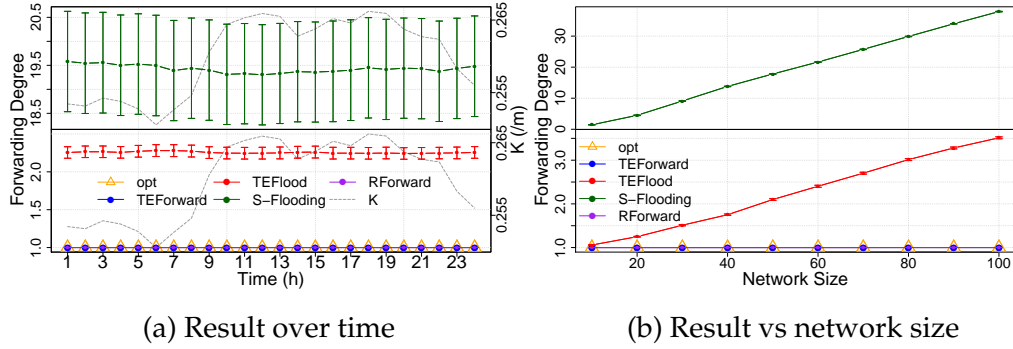 20.5
19.5
18.5
2.0
1.5
1.0
Forwarding Degree
0.265
0.255
0.265
0.255
K (/m)
opt
TEFlood
RForward
TEForward
S−Flooding
K
1 3 5 7 9 11 13 15 17 19 21 23
Time (h)
30
20
10
0
3.0
2.0
1.0
Forwarding Degree
opt
TEForward
TEFlood
S−Flooding
RForward
20 40 60 80 100
Network Size
(a) Result over time
(b) Result vs network size